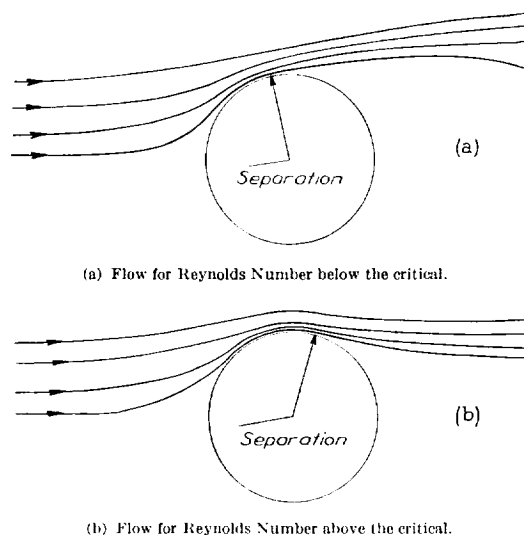 (a)
Separation
(a) Flow for Reynolds Number below the critical.
(b)
Separation
(b) Flow for Reynolds Number above the critical.